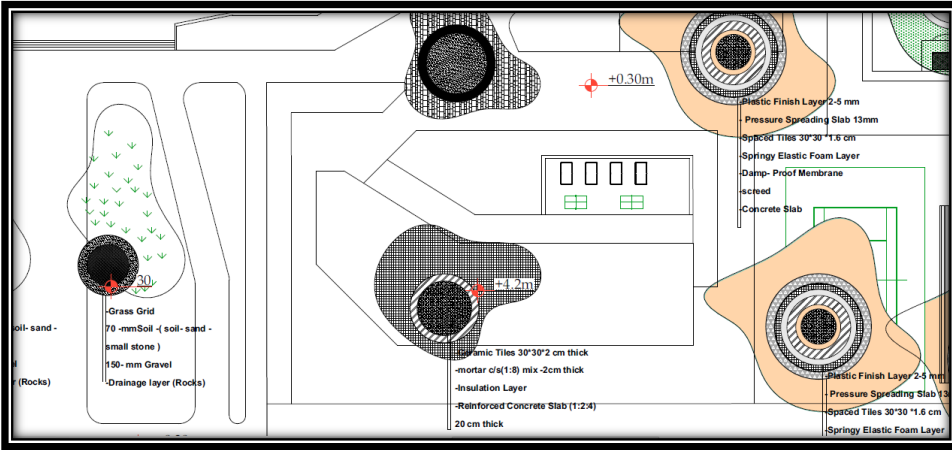 +0.30m
-Plastic Finish Layer 2-5 mm
- Pressure Spreading Slab 13mm
-Spaced Tiles 30*30 *1.6 cm
-Springy Elastic Foam Layer
-Damp- Proof Membrane
-screed
-Concrete Slab
30
-Grass Grid
70 -mmSoil -( soil- sand -
small stone )
150- mm Gravel
-Drainage layer (Rocks)
soil- sand -
r (Rocks)
+4.2m
-Ceramic Tiles 30*30*2 cm thick
-mortar c/s(1:8) mix -2cm thick
-Insulation Layer
-Reinforced Concrete Slab (1:2:4)
20 cm thick
-Plastic Finish Layer 2-5 mm
- Pressure Spreading Slab 13
-Spaced Tiles 30*30 *1.6 cm
-Springy Elastic Foam Layer